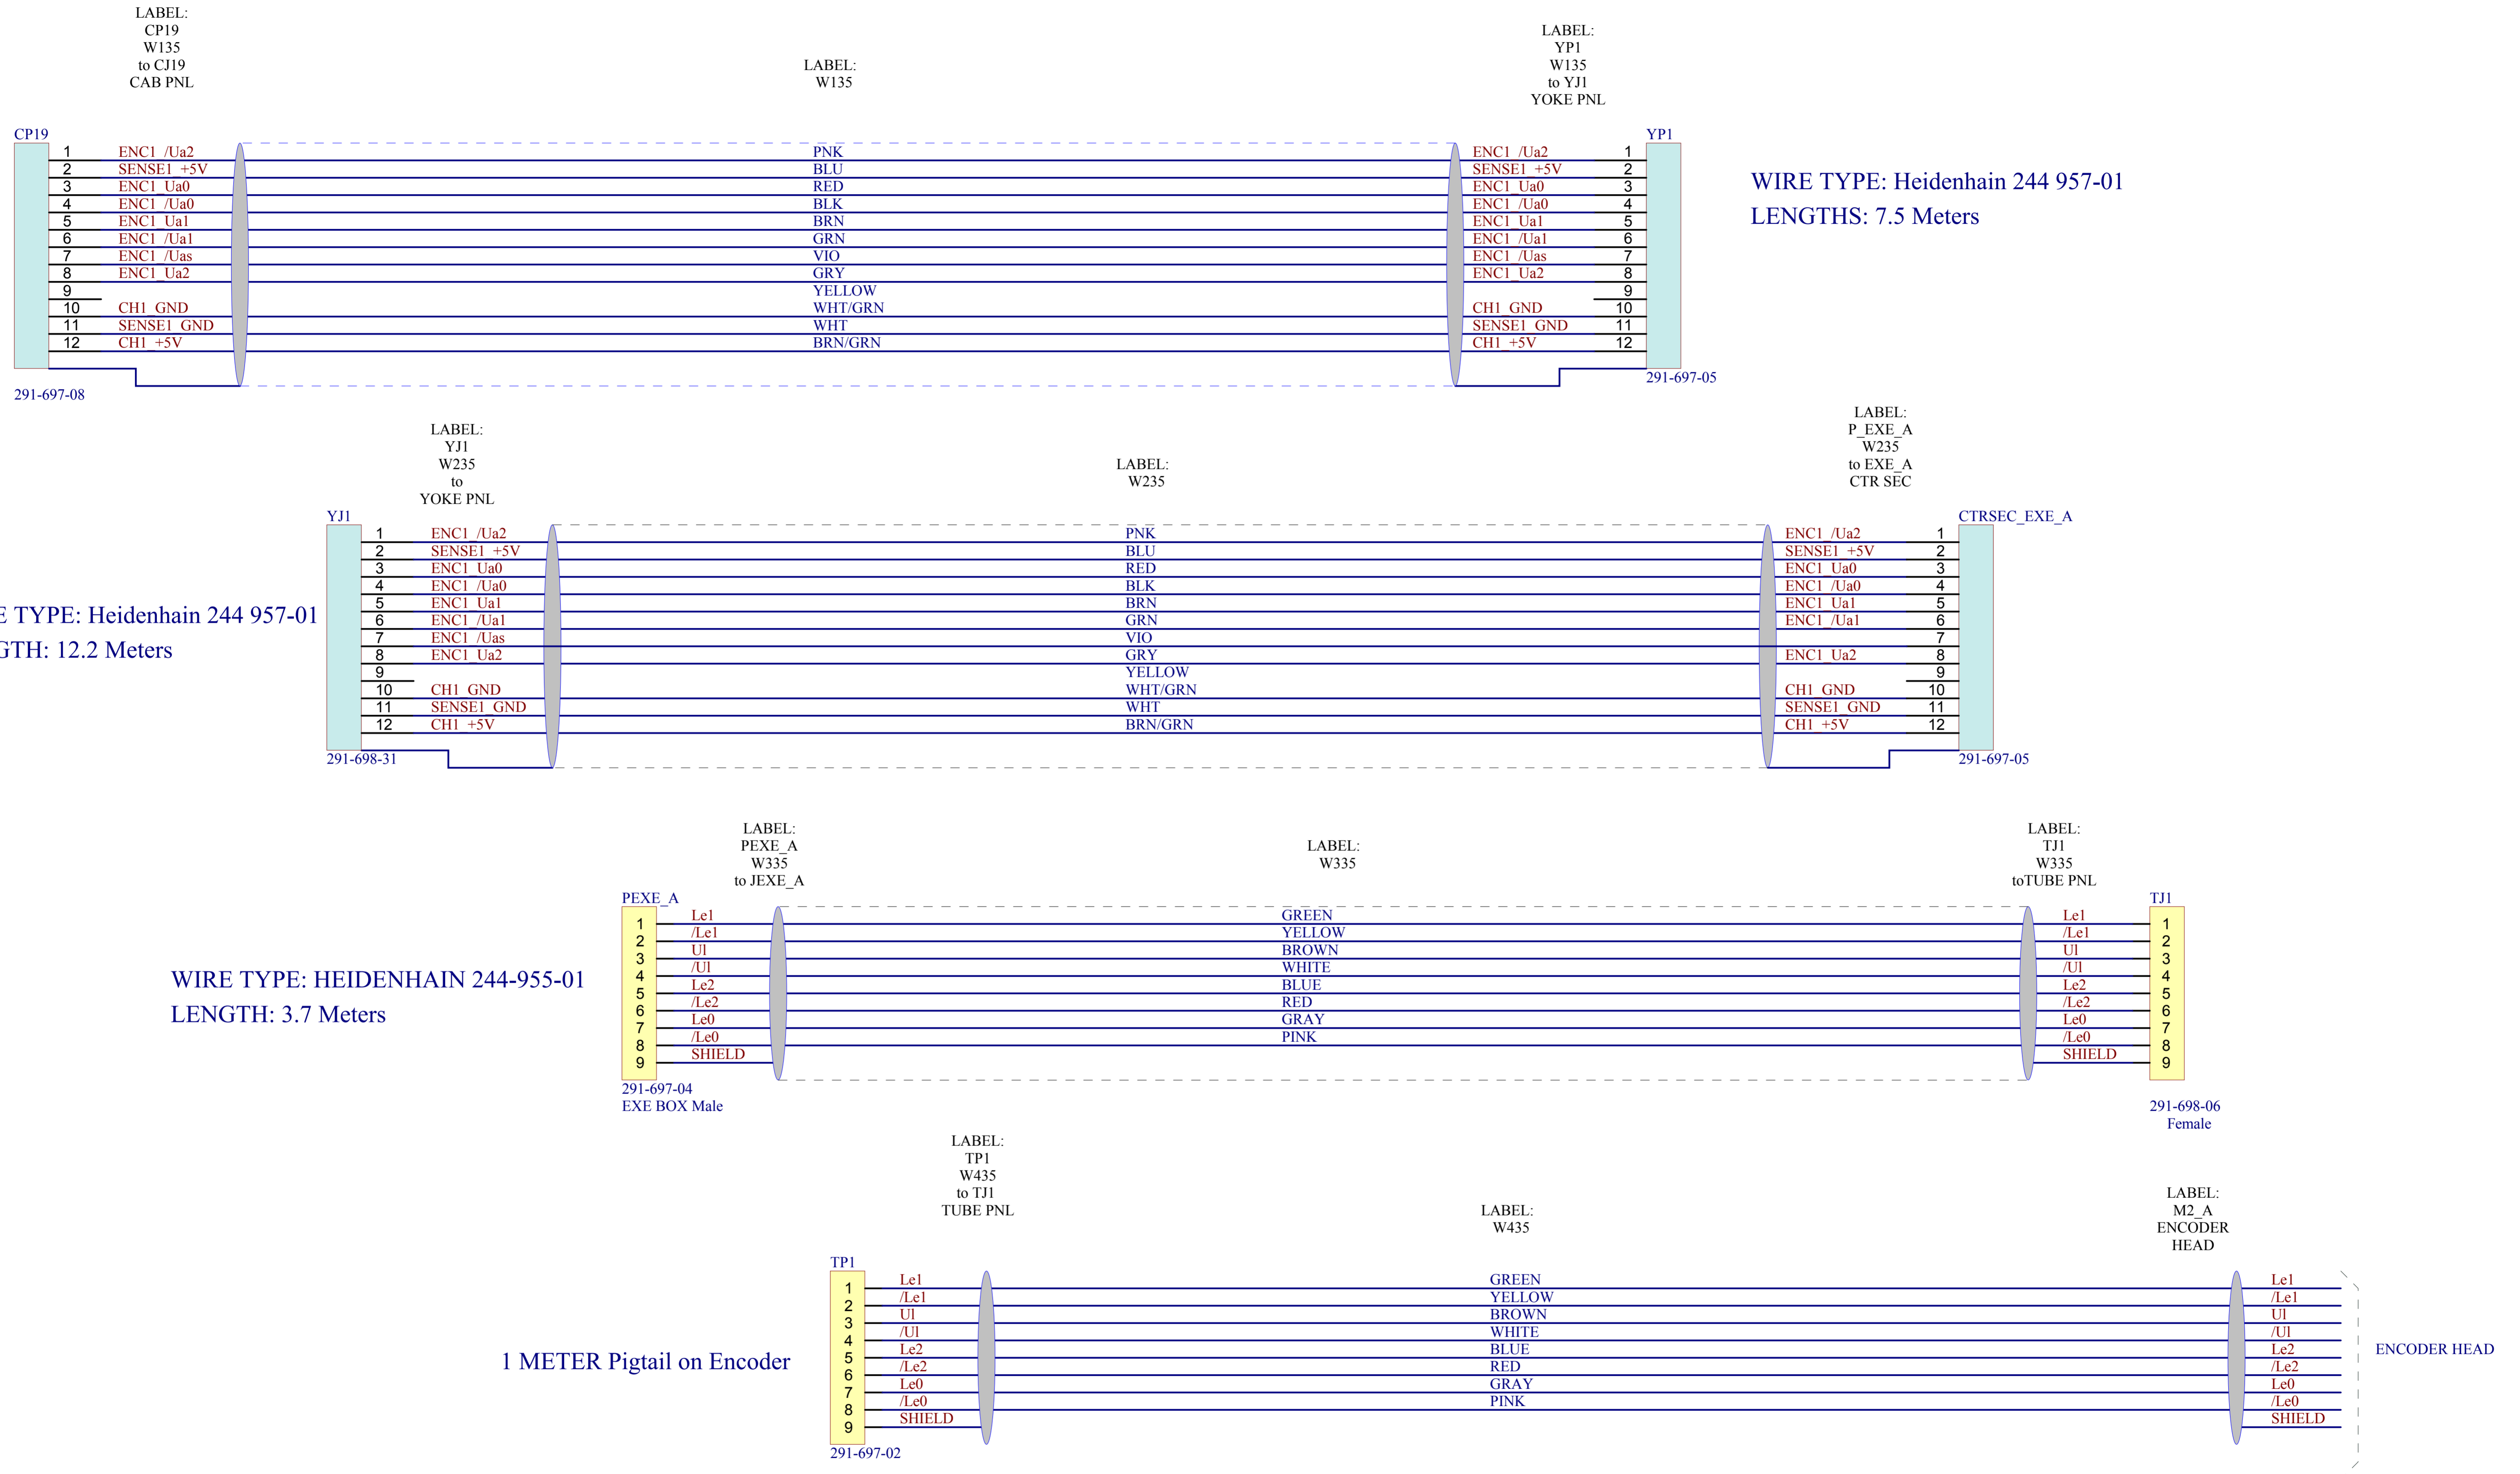 LABEL:
CP19
W135
to CJ19
CAB PNL
LABEL:
W135
LABEL:
YP1
W135
to YJ1
YOKE PNL
CP19
YP1
1 ENC1_/Ua2 PNK ENC1_/Ua2 1
2 SENSE1_+5V BLU SENSE1_+5V 2
3 ENC1_Ua0 RED ENC1_Ua0 3
4 ENC1_/Ua0 BLK ENC1_/Ua0 4
5 ENC1_Ua1 BRN ENC1_Ua1 5
6 ENC1_/Ua1 GRN ENC1_/Ua1 6
7 ENC1_/Uas VIO ENC1_/Uas 7
8 ENC1_Ua2 GRY ENC1_Ua2 8
9 YELLOW 9
10 CH1_GND WHT/GRN CH1_GND 10
11 SENSE1_GND WHT SENSE1_GND 11
12 CH1_+5V BRN/GRN CH1_+5V 12
291-697-08
291-697-05
WIRE TYPE: Heidenhain 244 957-01
LENGTHS: 7.5 Meters
LABEL:
YJ1
W235
to
YOKE PNL
LABEL:
W235
LABEL:
P_EXE_A
W235
to EXE_A
CTR SEC
YJ1
CTRSEC_EXE_A
E TYPE: Heidenhain 244 957-01
GTH: 12.2 Meters
1 ENC1_/Ua2 PNK ENC1_/Ua2 1
2 SENSE1_+5V BLU SENSE1_+5V 2
3 ENC1_Ua0 RED ENC1_Ua0 3
4 ENC1_/Ua0 BLK ENC1_/Ua0 4
5 ENC1_Ua1 BRN ENC1_Ua1 5
6 ENC1_/Ua1 GRN ENC1_/Ua1 6
7 ENC1_/Uas VIO 7
8 ENC1_Ua2 GRY ENC1_Ua2 8
9 YELLOW 9
10 CH1_GND WHT/GRN CH1_GND 10
11 SENSE1_GND WHT SENSE1_GND 11
12 CH1_+5V BRN/GRN CH1_+5V 12
291-698-31
291-697-05
LABEL:
PEXE_A
W335
to JEXE_A
LABEL:
W335
LABEL:
TJ1
W335
toTUBE PNL
PEXE_A
TJ1
WIRE TYPE: HEIDENHAIN 244-955-01
LENGTH: 3.7 Meters
1 Le1 GREEN Le1 1
2 /Le1 YELLOW /Le1 2
3 Ul BROWN Ul 3
4 /Ul WHITE /Ul 4
5 Le2 BLUE Le2 5
6 /Le2 RED /Le2 6
7 Le0 GRAY Le0 7
8 /Le0 PINK /Le0 8
9 SHIELD SHIELD 9
291-697-04
EXE BOX Male
291-698-06
Female
LABEL:
TP1
W435
to TJ1
TUBE PNL
LABEL:
W435
LABEL:
M2_A
ENCODER
HEAD
TP1
1 METER Pigtail on Encoder
1 Le1 GREEN Le1
2 /Le1 YELLOW /Le1
3 Ul BROWN Ul
4 /Ul WHITE /Ul
5 Le2 BLUE Le2
6 /Le2 RED /Le2
7 Le0 GRAY Le0
8 /Le0 PINK /Le0
9 SHIELD SHIELD
ENCODER HEAD
291-697-02